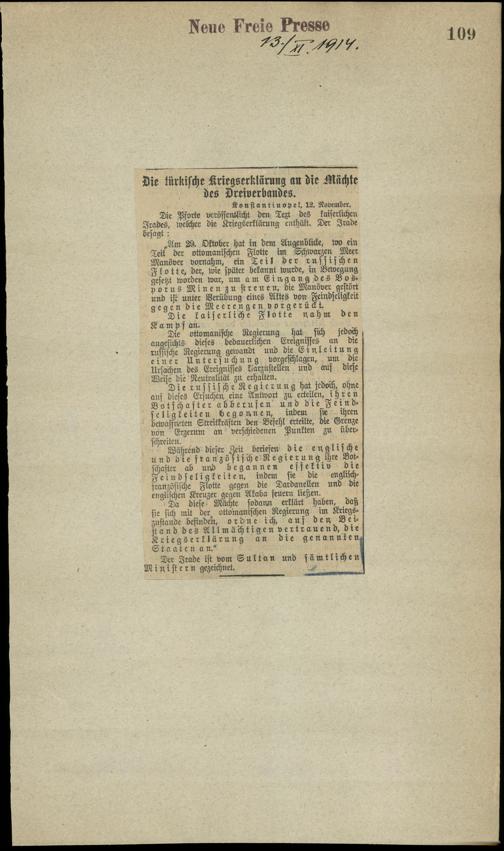 Neue Freie Presse
109
13./XI. 1914.
Die türkische Kriegserklärung an die Mächte
des Dreiverbandes.
Konstantinopel, 12. November.
Die Pforte veröffentlicht den Text des kaiserlichen
Irades, welcher die Kriegserklärung enthält. Der Irade
besagt:
„Am 29. Oktober hat in dem Augenblicke, wo ein
Teil der ottomanischen Flotte im Schwarzen Meer
Manöver vornahm, ein Teil der russischen
Flotte, der, wie später bekannt wurde, in Bewegung
gesetzt worden war, um am Eingang des Bos-
porus Minen zu streuen, die Manöver gestört
und ist unter Verübung eines Aktes von Feindseligkeit
gegen die Meerengen vorgerückt.
Die kaiserliche Flotte nahm den
Kampf an.
Die ottomanische Regierung hat sich jedoch
angesichts dieses bedauerlichen Ereignisses an die
russische Regierung gewandt und die Einleitung
einer Untersuchung vorgeschlagen, um die
Ursachen des Ereignisses klarzustellen und auf diese
Weise die Neutralität zu erhalten.
Die russische Regierung hat jedoch, ohne
auf dieses Ersuchen eine Antwort zu erteilen, ihren
Botschafter abberufen und die Feind-
seligkeiten begonnen, indem sie ihren
bewaffneten Streitkräften den Befehl erteilte, die Grenze
von Erzerum an verschiedenen Punkten zu über-
schreiten.
Während dieser Zeit beriefen die englische
und die französische Regierung ihre Bot-
schafter ab und begannen effektiv die
Feindseligkeiten, indem sie die englisch-
französische Flotte gegen die Dardanellen und die
englischen Kreuzer gegen Akaba feuern ließen.
Da diese Mächte sodann erklärt haben, daß
sie sich mit der ottomanischen Regierung im Kriegs-
zustande befinden, ordne ich, auf den Bei-
stand des Allmächtigen vertrauend, die
Kriegserklärung an die genannten
Staaten an."
Der Irade ist vom Sultan und sämtlichen
Ministern gezeichnet.